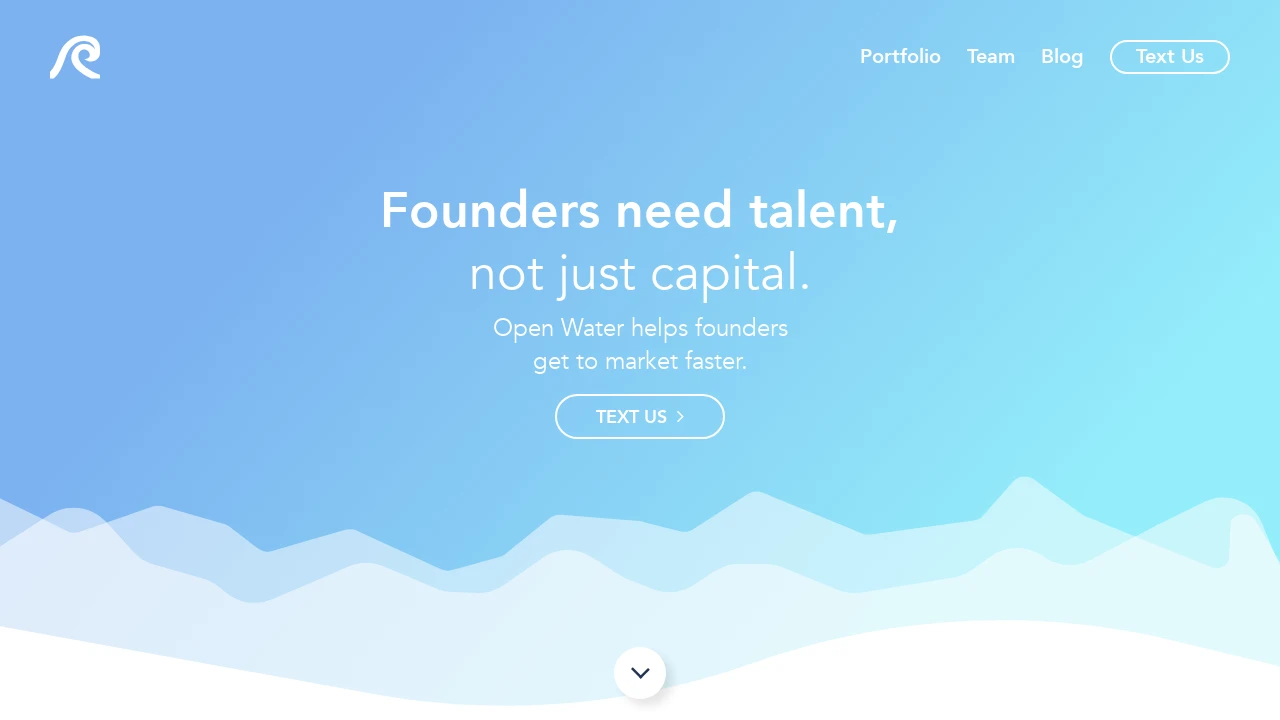 Portfolio Team Blog Text Us
Founders need talent,
not just capital.
Open Water helps founders
get to market faster.
TEXT US